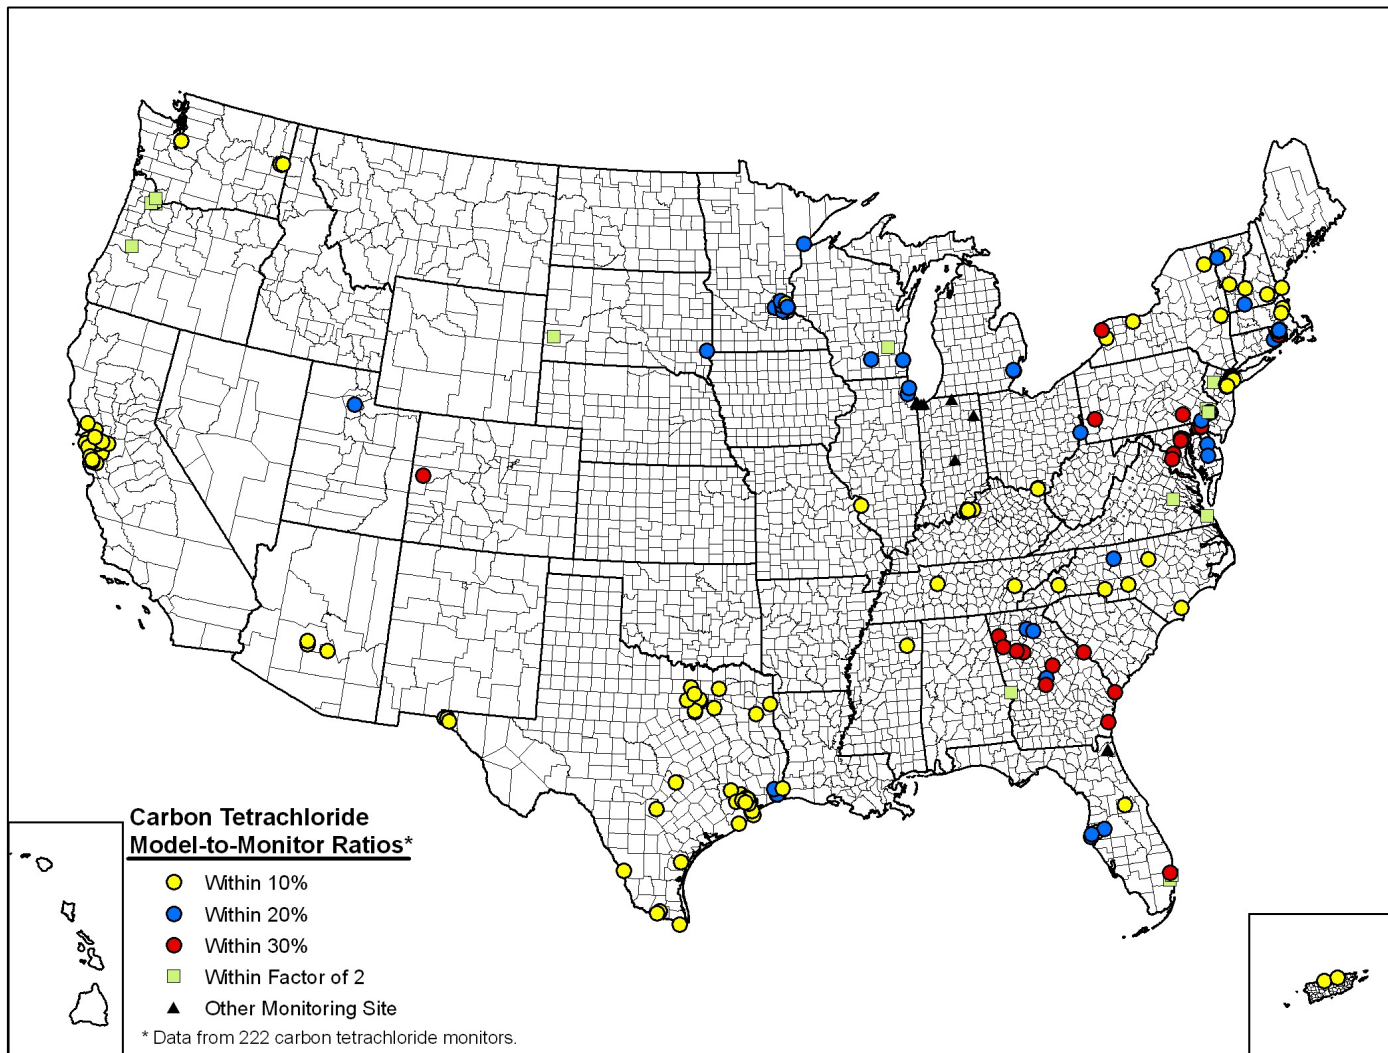 Carbon Tetrachloride
Model-to-Monitor Ratios*
Within 10%
Within 20%
Within 30%
Within Factor of 2
Other Monitoring Site
* Data from 222 carbon tetrachloride monitors.